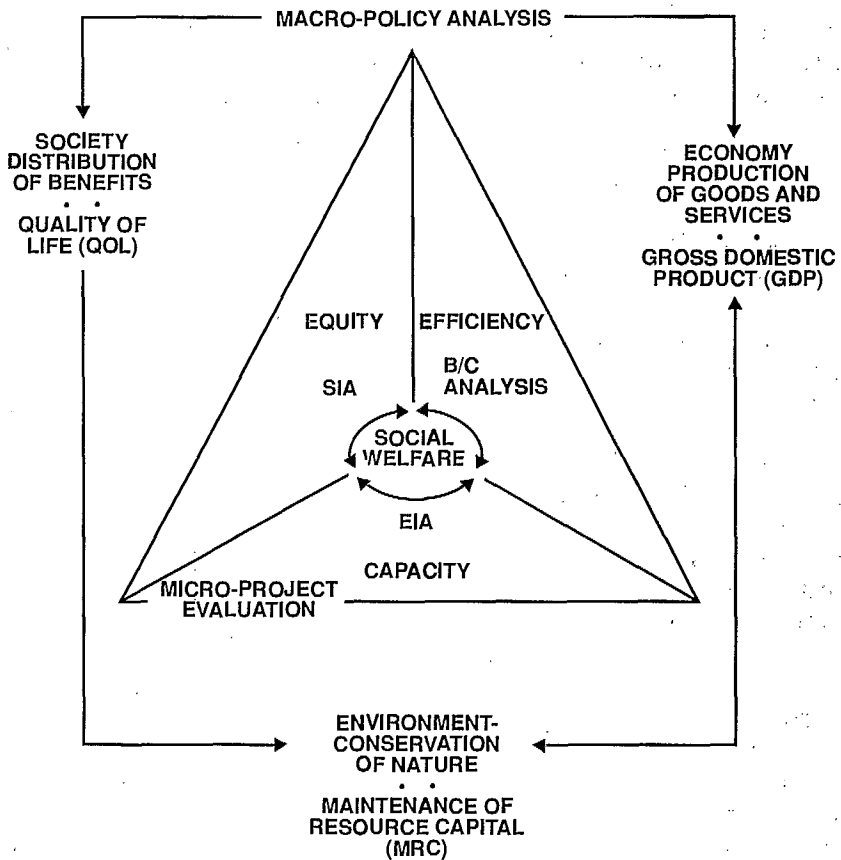 MACRO-POLICY ANALYSIS
SOCIETY
DISTRIBUTION
OF BENEFITS
QUALITY OF
LIFE (QOL)
ECONOMY
PRODUCTION
OF GOODS AND
SERVICES
GROSS DOMESTIC
PRODUCT (GDP)
EQUITY
EFFICIENCY
SIA
B/C
ANALYSIS
SOCIAL
WELFARE
EIA
CAPACITY
MICRO-PROJECT
EVALUATION
ENVIRONMENT-
CONSERVATION
OF NATURE
MAINTENANCE OF
RESOURCE CAPITAL
(MRC)